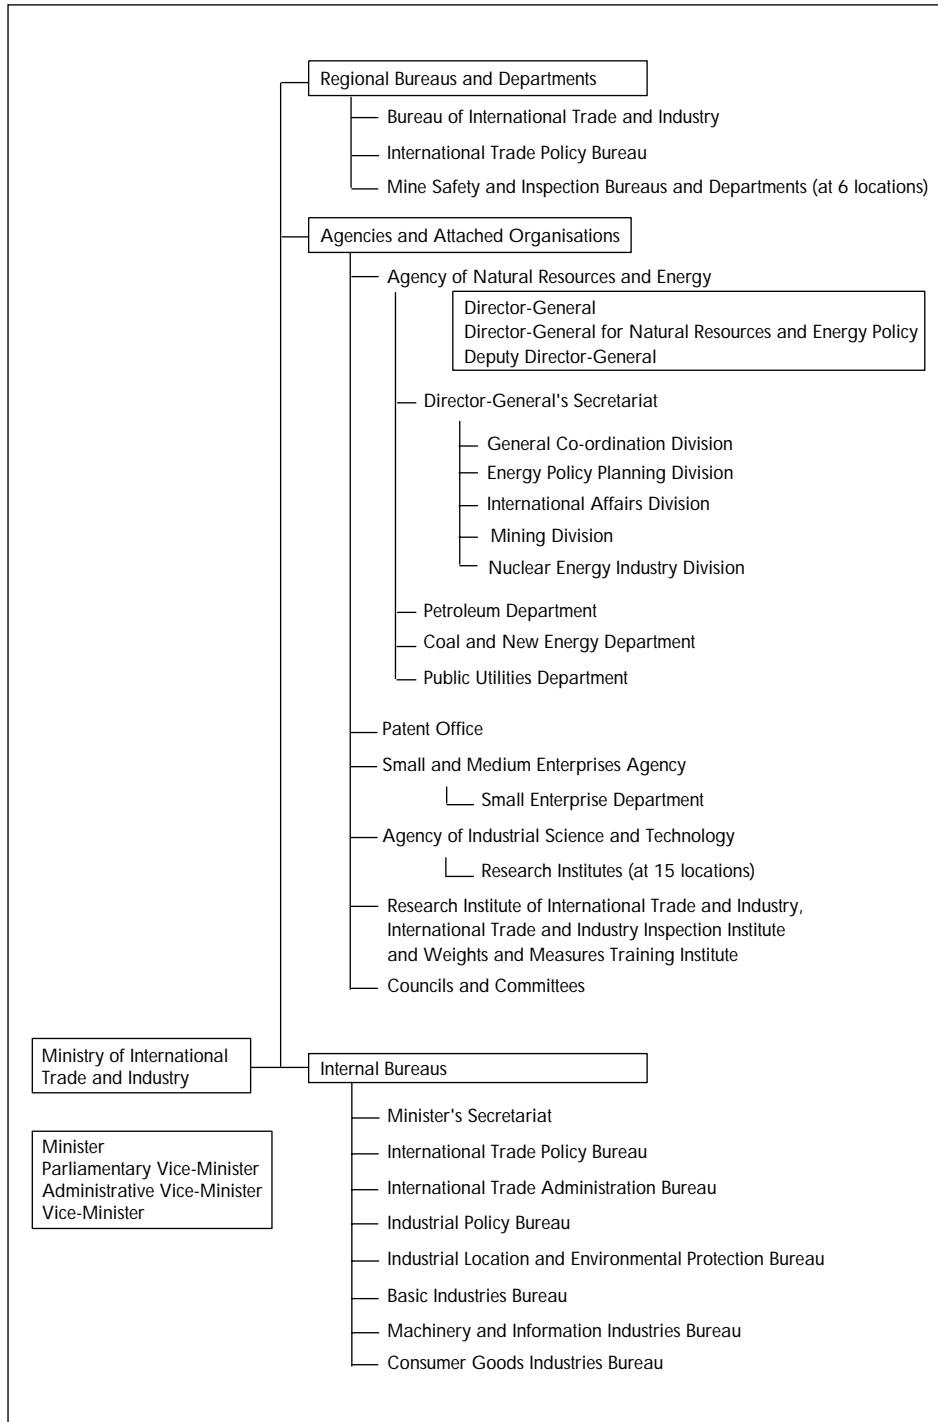 Regional Bureaus and Departments
Bureau of International Trade and Industry
International Trade Policy Bureau
Mine Safety and Inspection Bureaus and Departments (at 6 locations)
Agencies and Attached Organisations
Agency of Natural Resources and Energy
Director-General
Director-General for Natural Resources and Energy Policy
Deputy Director-General
Director-General's Secretariat
General Co-ordination Division
Energy Policy Planning Division
International Affairs Division
Mining Division
Nuclear Energy Industry Division
Petroleum Department
Coal and New Energy Department
Public Utilities Department
Patent Office
Small and Medium Enterprises Agency
Small Enterprise Department
Agency of Industrial Science and Technology
Research Institutes (at 15 locations)
Research Institute of International Trade and Industry,
International Trade and Industry Inspection Institute
and Weights and Measures Training Institute
Councils and Committees
Ministry of International
Trade and Industry
Minister
Parliamentary Vice-Minister
Administrative Vice-Minister
Vice-Minister
Internal Bureaus
Minister's Secretariat
International Trade Policy Bureau
International Trade Administration Bureau
Industrial Policy Bureau
Industrial Location and Environmental Protection Bureau
Basic Industries Bureau
Machinery and Information Industries Bureau
Consumer Goods Industries Bureau